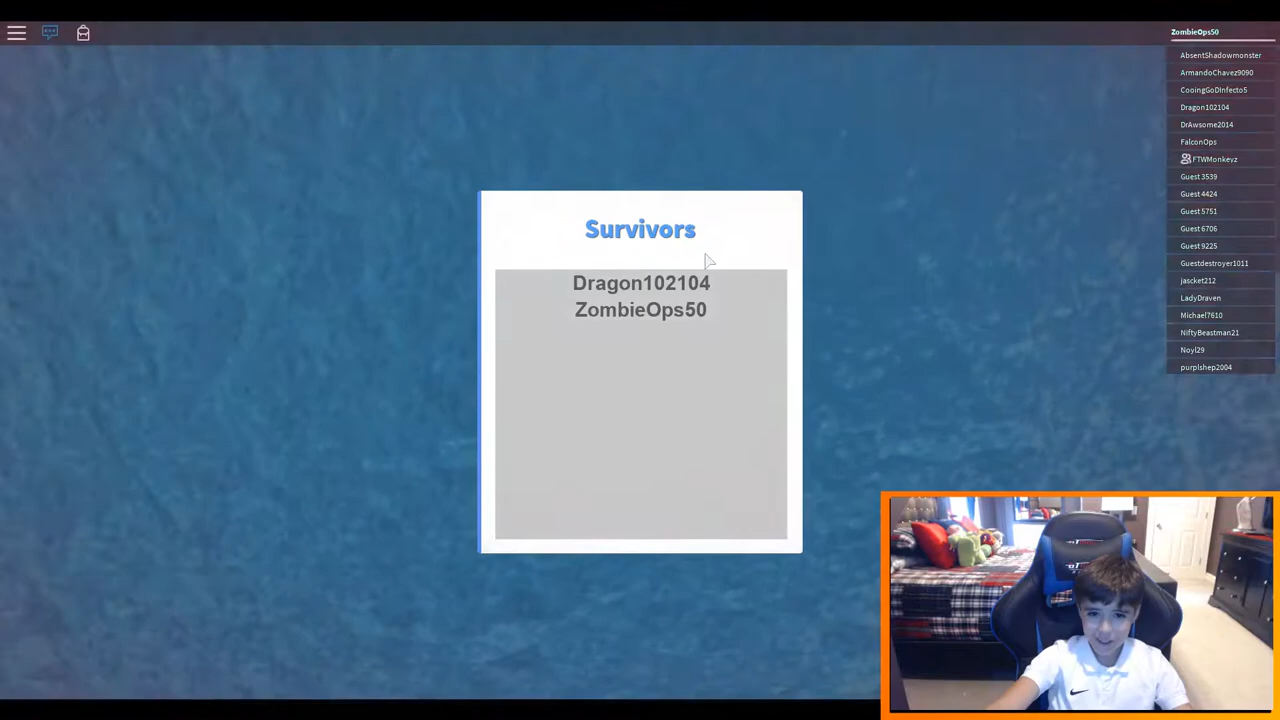 ZombieOps50
AbsentShadowmonster
ArmandoChavez9090
CooingGoDInfecto5
Dragon102104
DrAwsome2014
FalconOps
FTWMonkeyz
Guest 3539
Guest 4424
Guest 5751
Guest 6706
Guest 9225
Guestdestroyer1011
jascket212
LadyDraven
Michael7610
NiftyBeastman21
Noyl29
purplshep2004
Survivors
Dragon102104
ZombieOps50